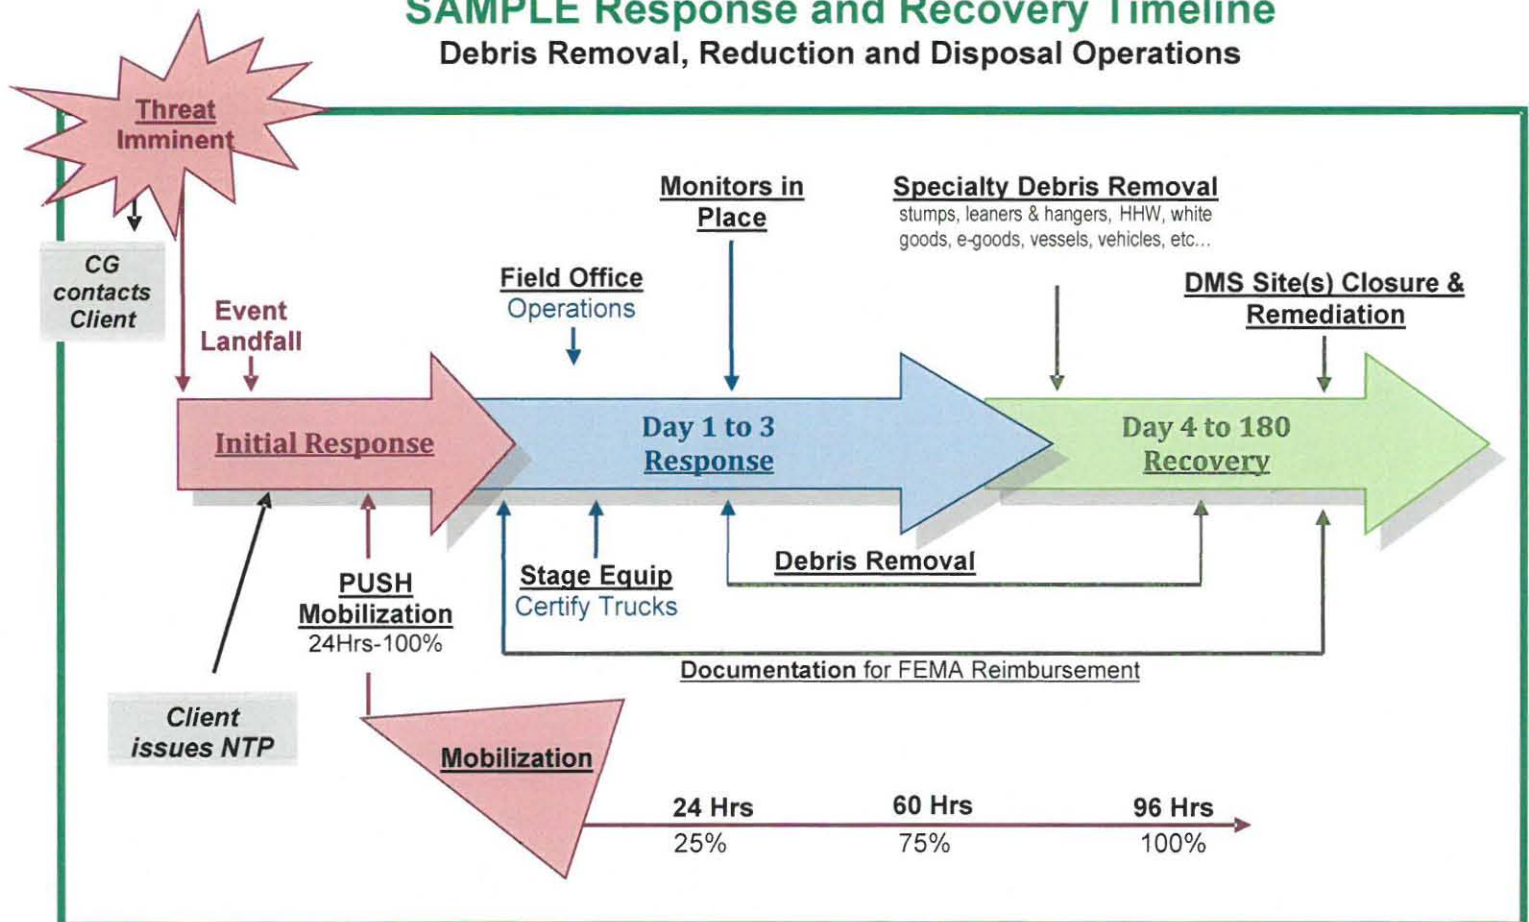 SAMPLE Response and Recovery Timeline
Debris Removal, Reduction and Disposal Operations
Threat
Imminent
CG
contacts
Client
Event
Landfall
Field Office
Operations
Monitors in
Place
Specialty Debris Removal
stumps, leaners & hangers, HHW, white
goods, e-goods, vessels, vehicles, etc...
DMS Site(s) Closure &
Remediation
Initial Response
Day 1 to 3
Response
Day 4 to 180
Recovery
PUSH
Mobilization
24Hrs-100%
Stage Equip
Certify Trucks
Debris Removal
Documentation for FEMA Reimbursement
Client
issues NTP
Mobilization
24 Hrs
25%
60 Hrs
75%
96 Hrs
100%